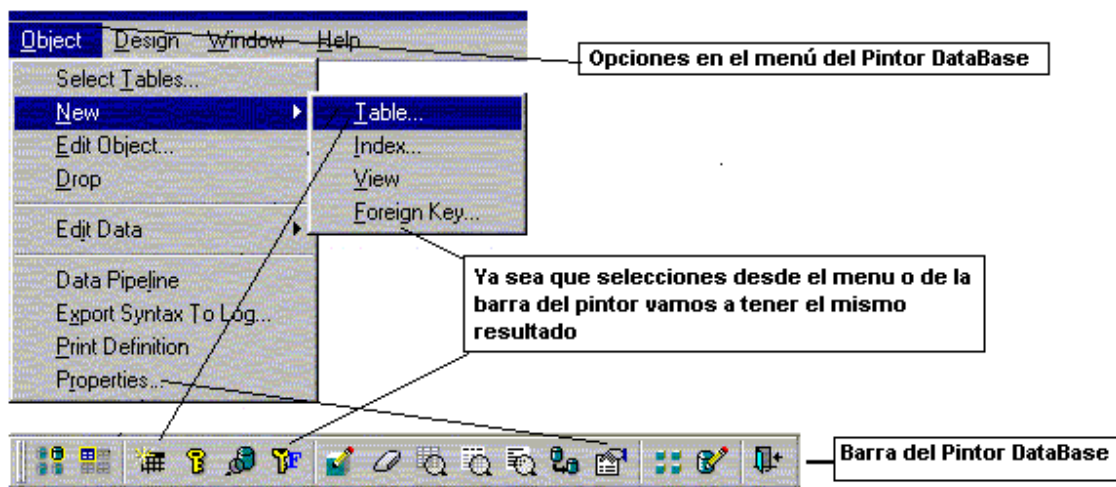 Object Design Window Help
Opciones en el menú del Pintor DataBase
Select Tables...
New
Table...
Edit Object...
Index...
Drop
View
Foreign Key...
Edit Data
Data Pipeline
Ya sea que selecciones desde el menu o de la
barra del pintor vamos a tener el mismo
resultado
Export Syntax To Log...
Print Definition
Properties...
F
Barra del Pintor DataBase